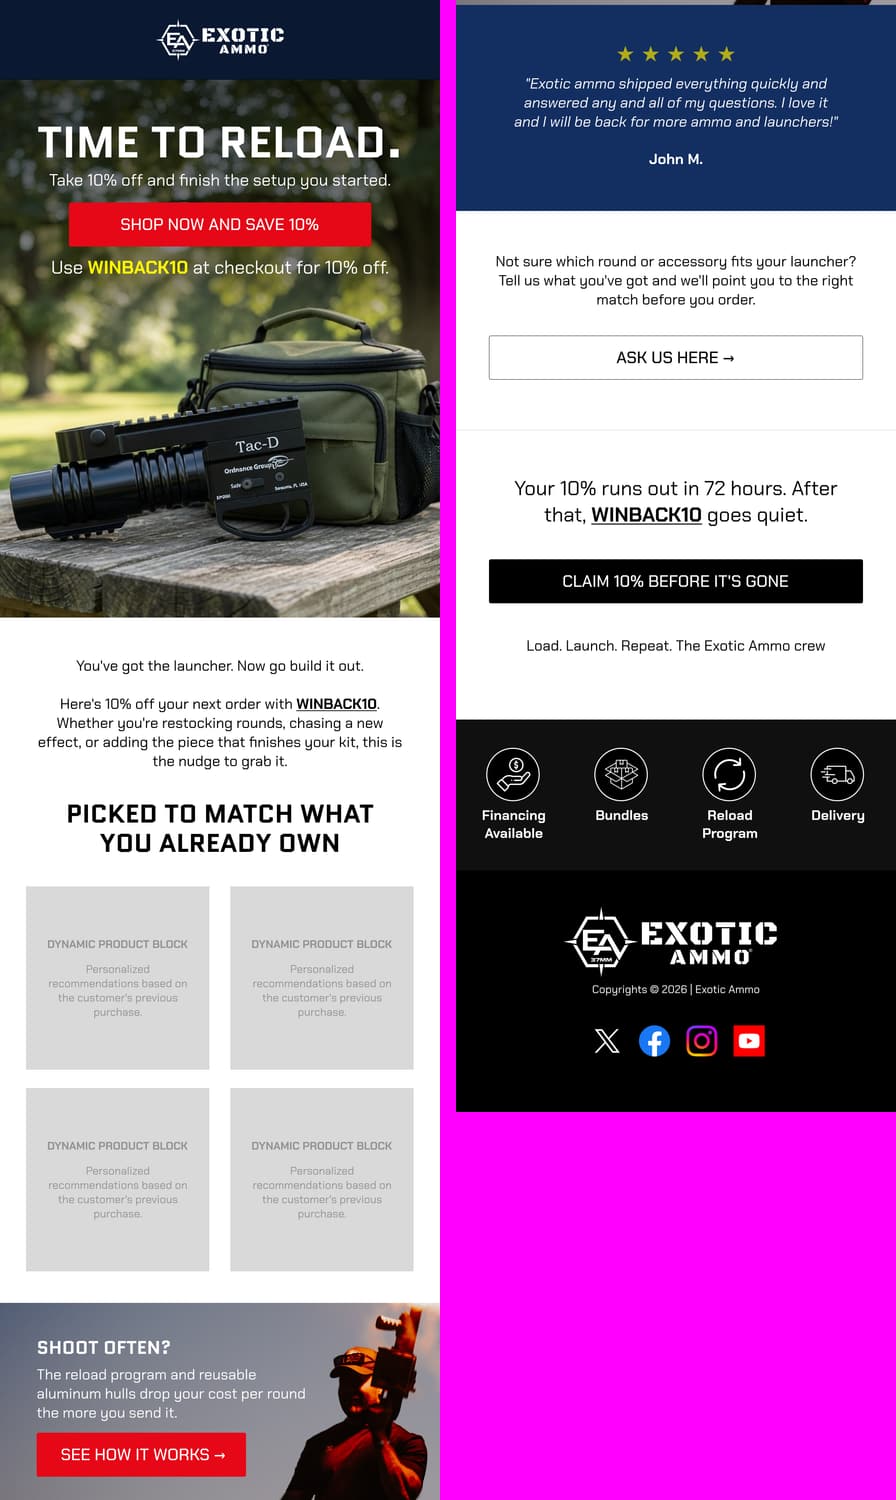 EXOTIC
AMMO
EA
37MM
TIME TO RELOAD.
Take 10% off and finish the setup you started.
SHOP NOW AND SAVE 10%
Use WINBACK10 at checkout for 10% off.
Tac-D
Ordnance Group
Safe
Sarasota, FL USA
You've got the launcher. Now go build it out.
Here's 10% off your next order with WINBACK10.
Whether you're restocking rounds, chasing a new
effect, or adding the piece that finishes your kit, this is
the nudge to grab it.
PICKED TO MATCH WHAT
YOU ALREADY OWN
DYNAMIC PRODUCT BLOCK
Personalized
recommendations based on
the customer's previous
purchase.
DYNAMIC PRODUCT BLOCK
Personalized
recommendations based on
the customer's previous
purchase.
DYNAMIC PRODUCT BLOCK
Personalized
recommendations based on
the customer's previous
purchase.
DYNAMIC PRODUCT BLOCK
Personalized
recommendations based on
the customer's previous
purchase.
SHOOT OFTEN?
The reload program and reusable
aluminum hulls drop your cost per round
the more you send it.
SEE HOW IT WORKS →
"Exotic ammo shipped everything quickly and
answered any and all of my questions. I love it
and I will be back for more ammo and launchers!"
John M.
Not sure which round or accessory fits your launcher?
Tell us what you've got and we'll point you to the right
match before you order.
ASK US HERE →
Your 10% runs out in 72 hours. After
that, WINBACK10 goes quiet.
CLAIM 10% BEFORE IT'S GONE
Load. Launch. Repeat. The Exotic Ammo crew
Financing
Available
Bundles
Reload
Program
Delivery
EA
37MM
EXOTIC
AMMO
Copyrights © 2026 | Exotic Ammo